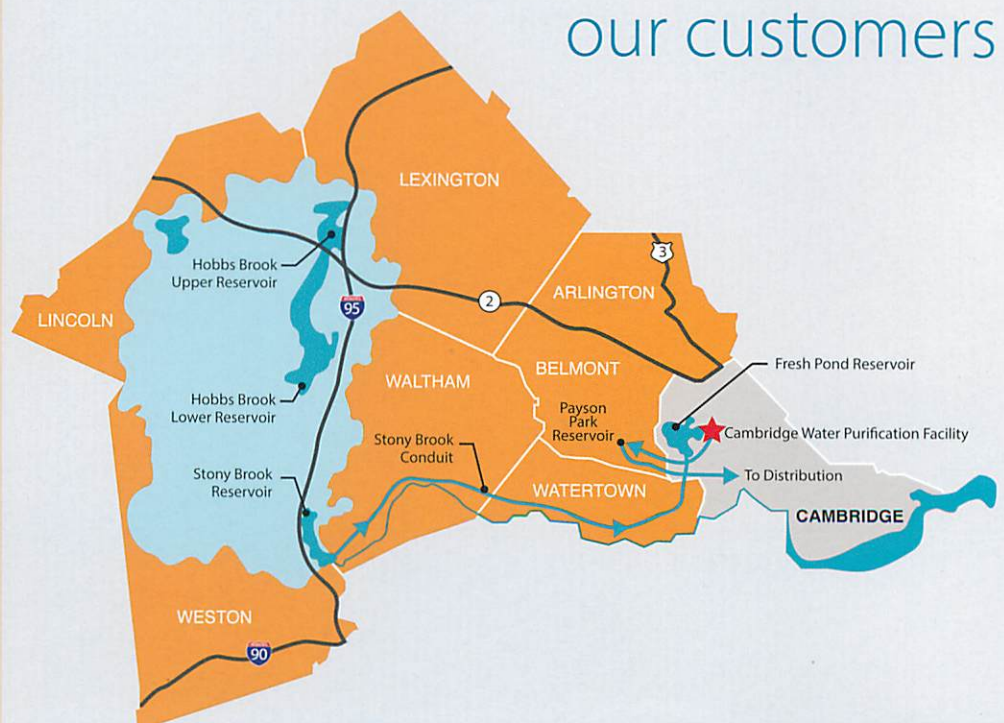 our customers
LEXINGTON
3
Hobbs Brook
Upper Reservoir
ARLINGTON
2
95
LINCOLN
BELMONT
Fresh Pond Reservoir
WALTHAM
Hobbs Brook
Lower Reservoir
Payson
Park
Reservoir
Cambridge Water Purification Facility
Stony Brook
Conduit
Stony Brook
Reservoir
To Distribution
WATERTOWN
CAMBRIDGE
WESTON
90